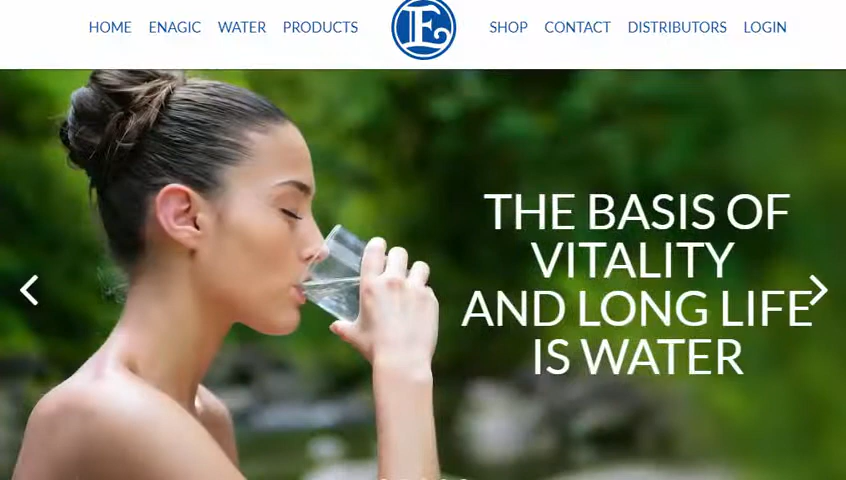 HOME ENAGIC WATER PRODUCTS E SHOP CONTACT DISTRIBUTORS LOGIN
THE BASIS OF
VITALITY
AND LONG LIFE
IS WATER